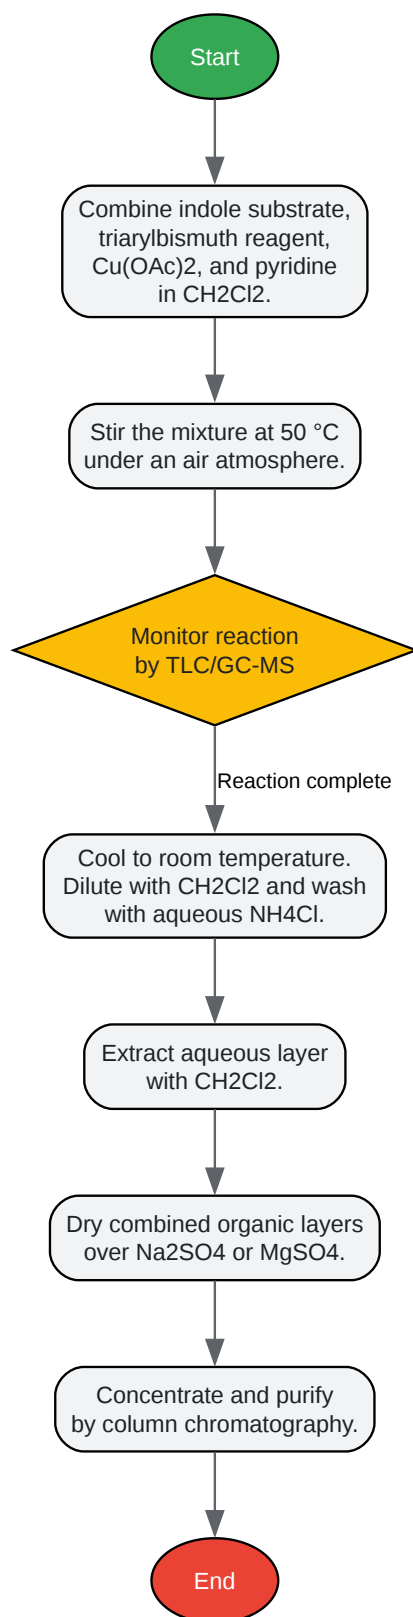 Start
Combine indole substrate,
triarylbismuth reagent,
Cu(OAc)2, and pyridine
in CH2Cl2.
Stir the mixture at 50 °C
under an air atmosphere.
Monitor reaction
by TLC/GC-MS
Reaction complete
Cool to room temperature.
Dilute with CH2Cl2 and wash
with aqueous NH4Cl.
Extract aqueous layer
with CH2Cl2.
Dry combined organic layers
over Na2SO4 or MgSO4.
Concentrate and purify
by column chromatography.
End